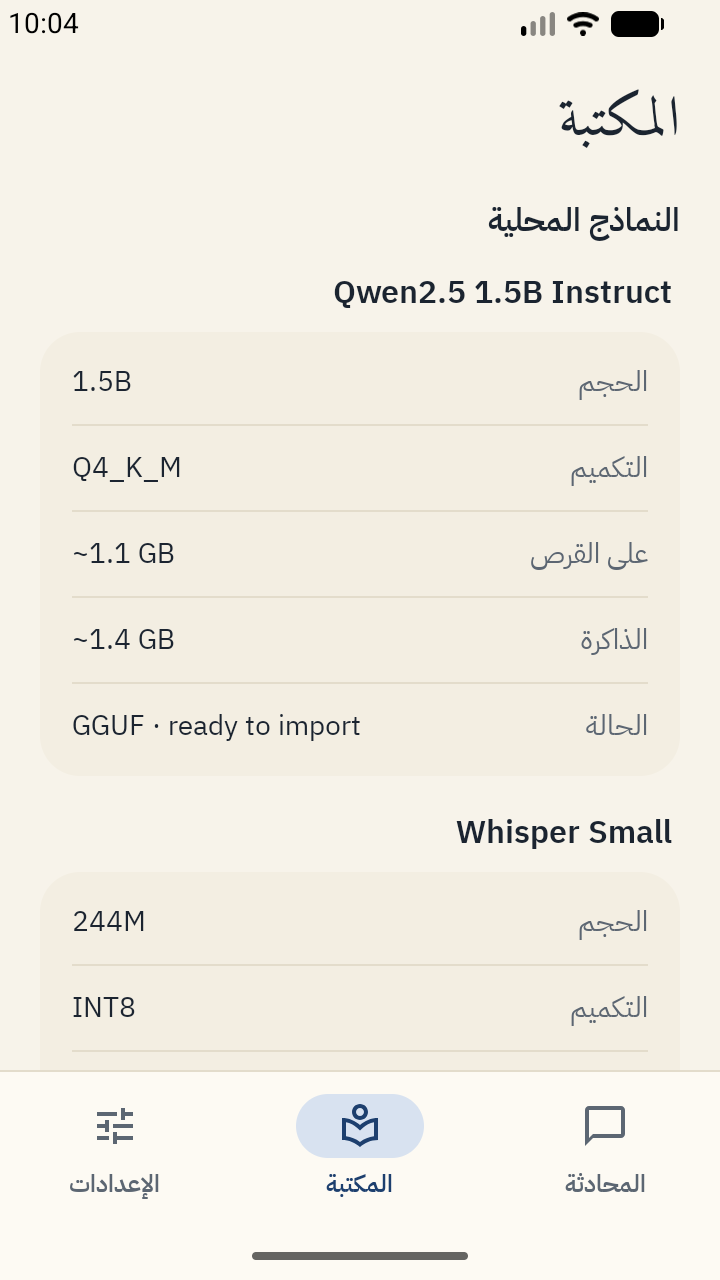 10:04
المكتبة
النماذج المحلية
Qwen2.5 1.5B Instruct
الحجم 1.5B
التكميم Q4_K_M
على القرص ~1.1 GB
الذاكرة ~1.4 GB
الحالة GGUF · ready to import
Whisper Small
الحجم 244M
التكميم INT8
المحادثة المكتبة الإعدادات